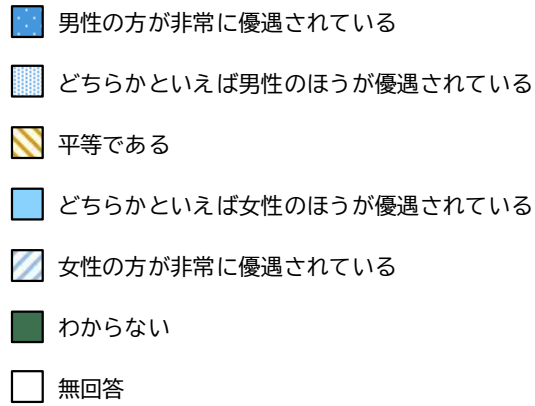 男性の方が非常に優遇されている
どちらかといえば男性のほうが優遇されている
平等である
どちらかといえば女性のほうが優遇されている
女性の方が非常に優遇されている
わからない
無回答